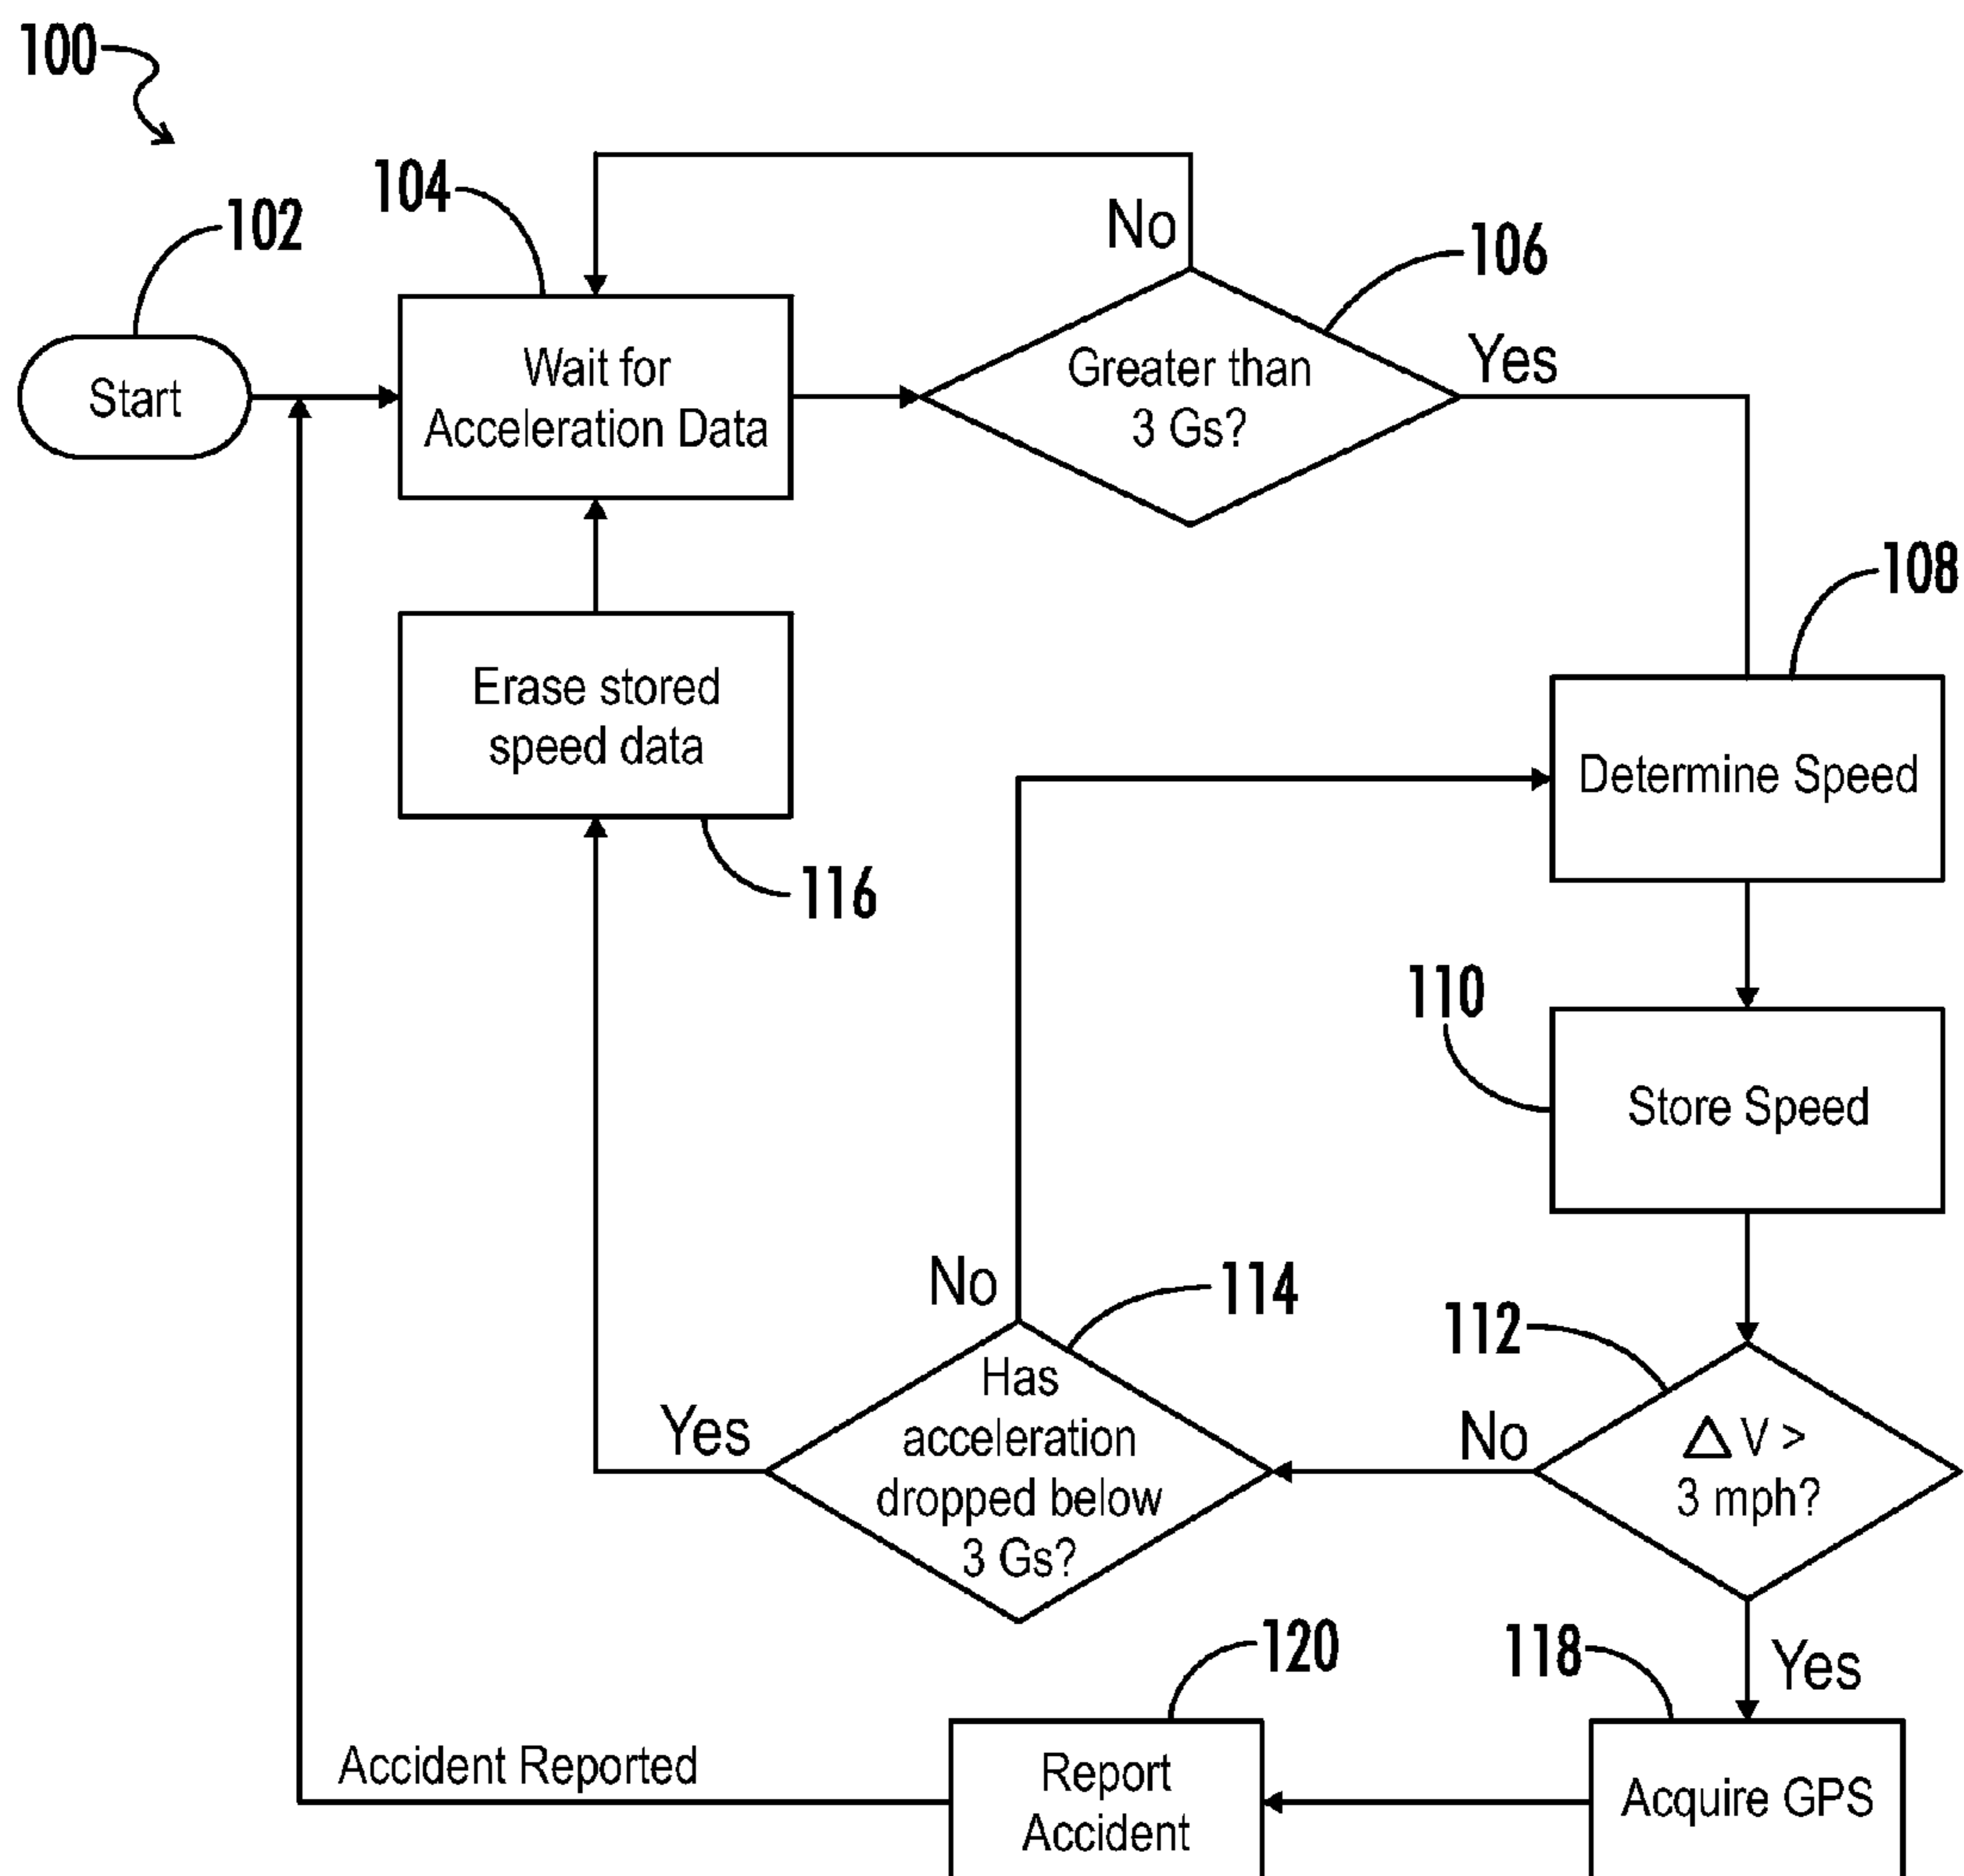 100
104
102
No
106
Start
Wait for
Acceleration Data
Greater than
3 Gs?
Yes
108
Erase stored
speed data
Determine Speed
116
110
Store Speed
No
114
112
Yes
Has
acceleration
dropped below
3 Gs?
No
△ V >
3 mph?
120
118
Yes
Accident Reported
Report
Accident
Acquire GPS